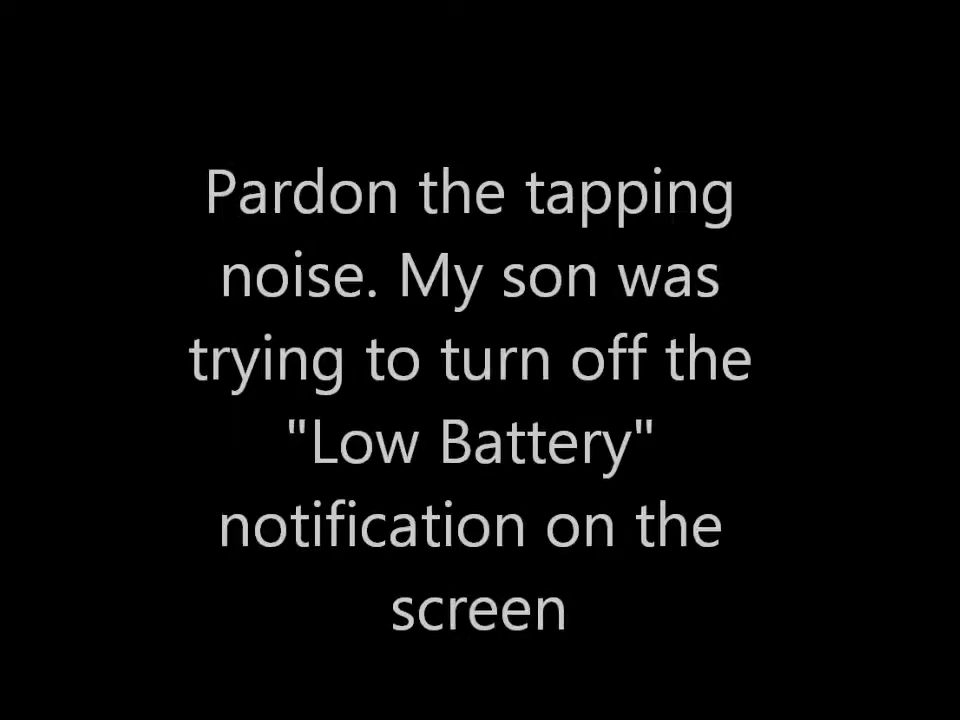 Pardon the tapping
noise. My son was
trying to turn off the
"Low Battery"
notification on the
screen